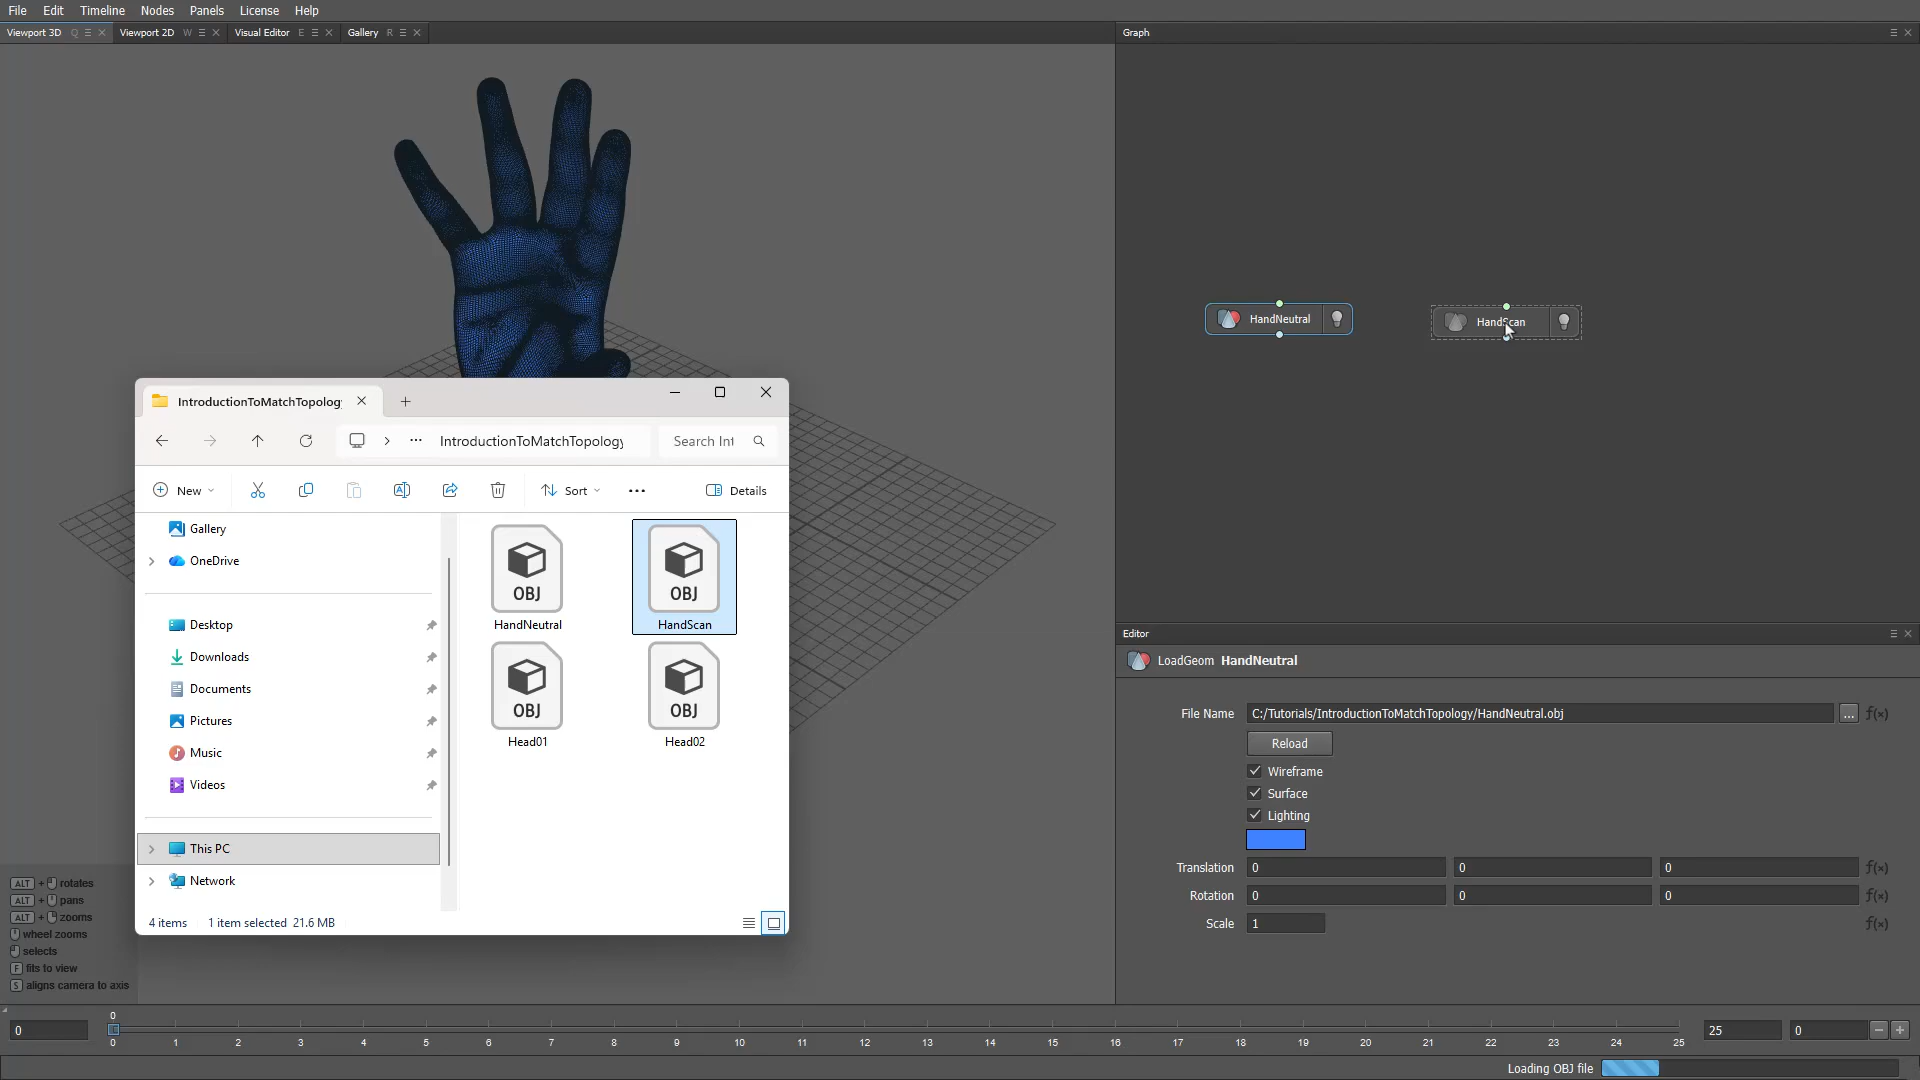 File Edit Timeline Nodes Panels License Help
Viewport 3D Q Viewport 2D W Visual Editor E Gallery R
Graph
HandNeutral
HandScan
IntroductionToMatchTopology
IntroductionToMatchTopology
Search Int
New
Sort
Details
Gallery
OneDrive
Desktop
Downloads
Documents
Pictures
Music
Videos
This PC
Network
OBJ
HandNeutral
OBJ
HandScan
OBJ
Head01
OBJ
Head02
4 items 1 item selected 21.6 MB
ALT + rotates
ALT + pans
ALT + zooms
wheel zooms
selects
F fits to view
S aligns camera to axis
Editor
LoadGeom HandNeutral
File Name C:/Tutorials/IntroductionToMatchTopology/HandNeutral.obj ... f(x)
Reload
Wireframe
Surface
Lighting
Translation 0 0 0 f(x)
Rotation 0 0 0 f(x)
Scale 1 f(x)
0
0 25 0
0 1 2 3 4 5 6 7 8 9 10 11 12 13 14 15 16 17 18 19 20 21 22 23 24 25
Loading OBJ file